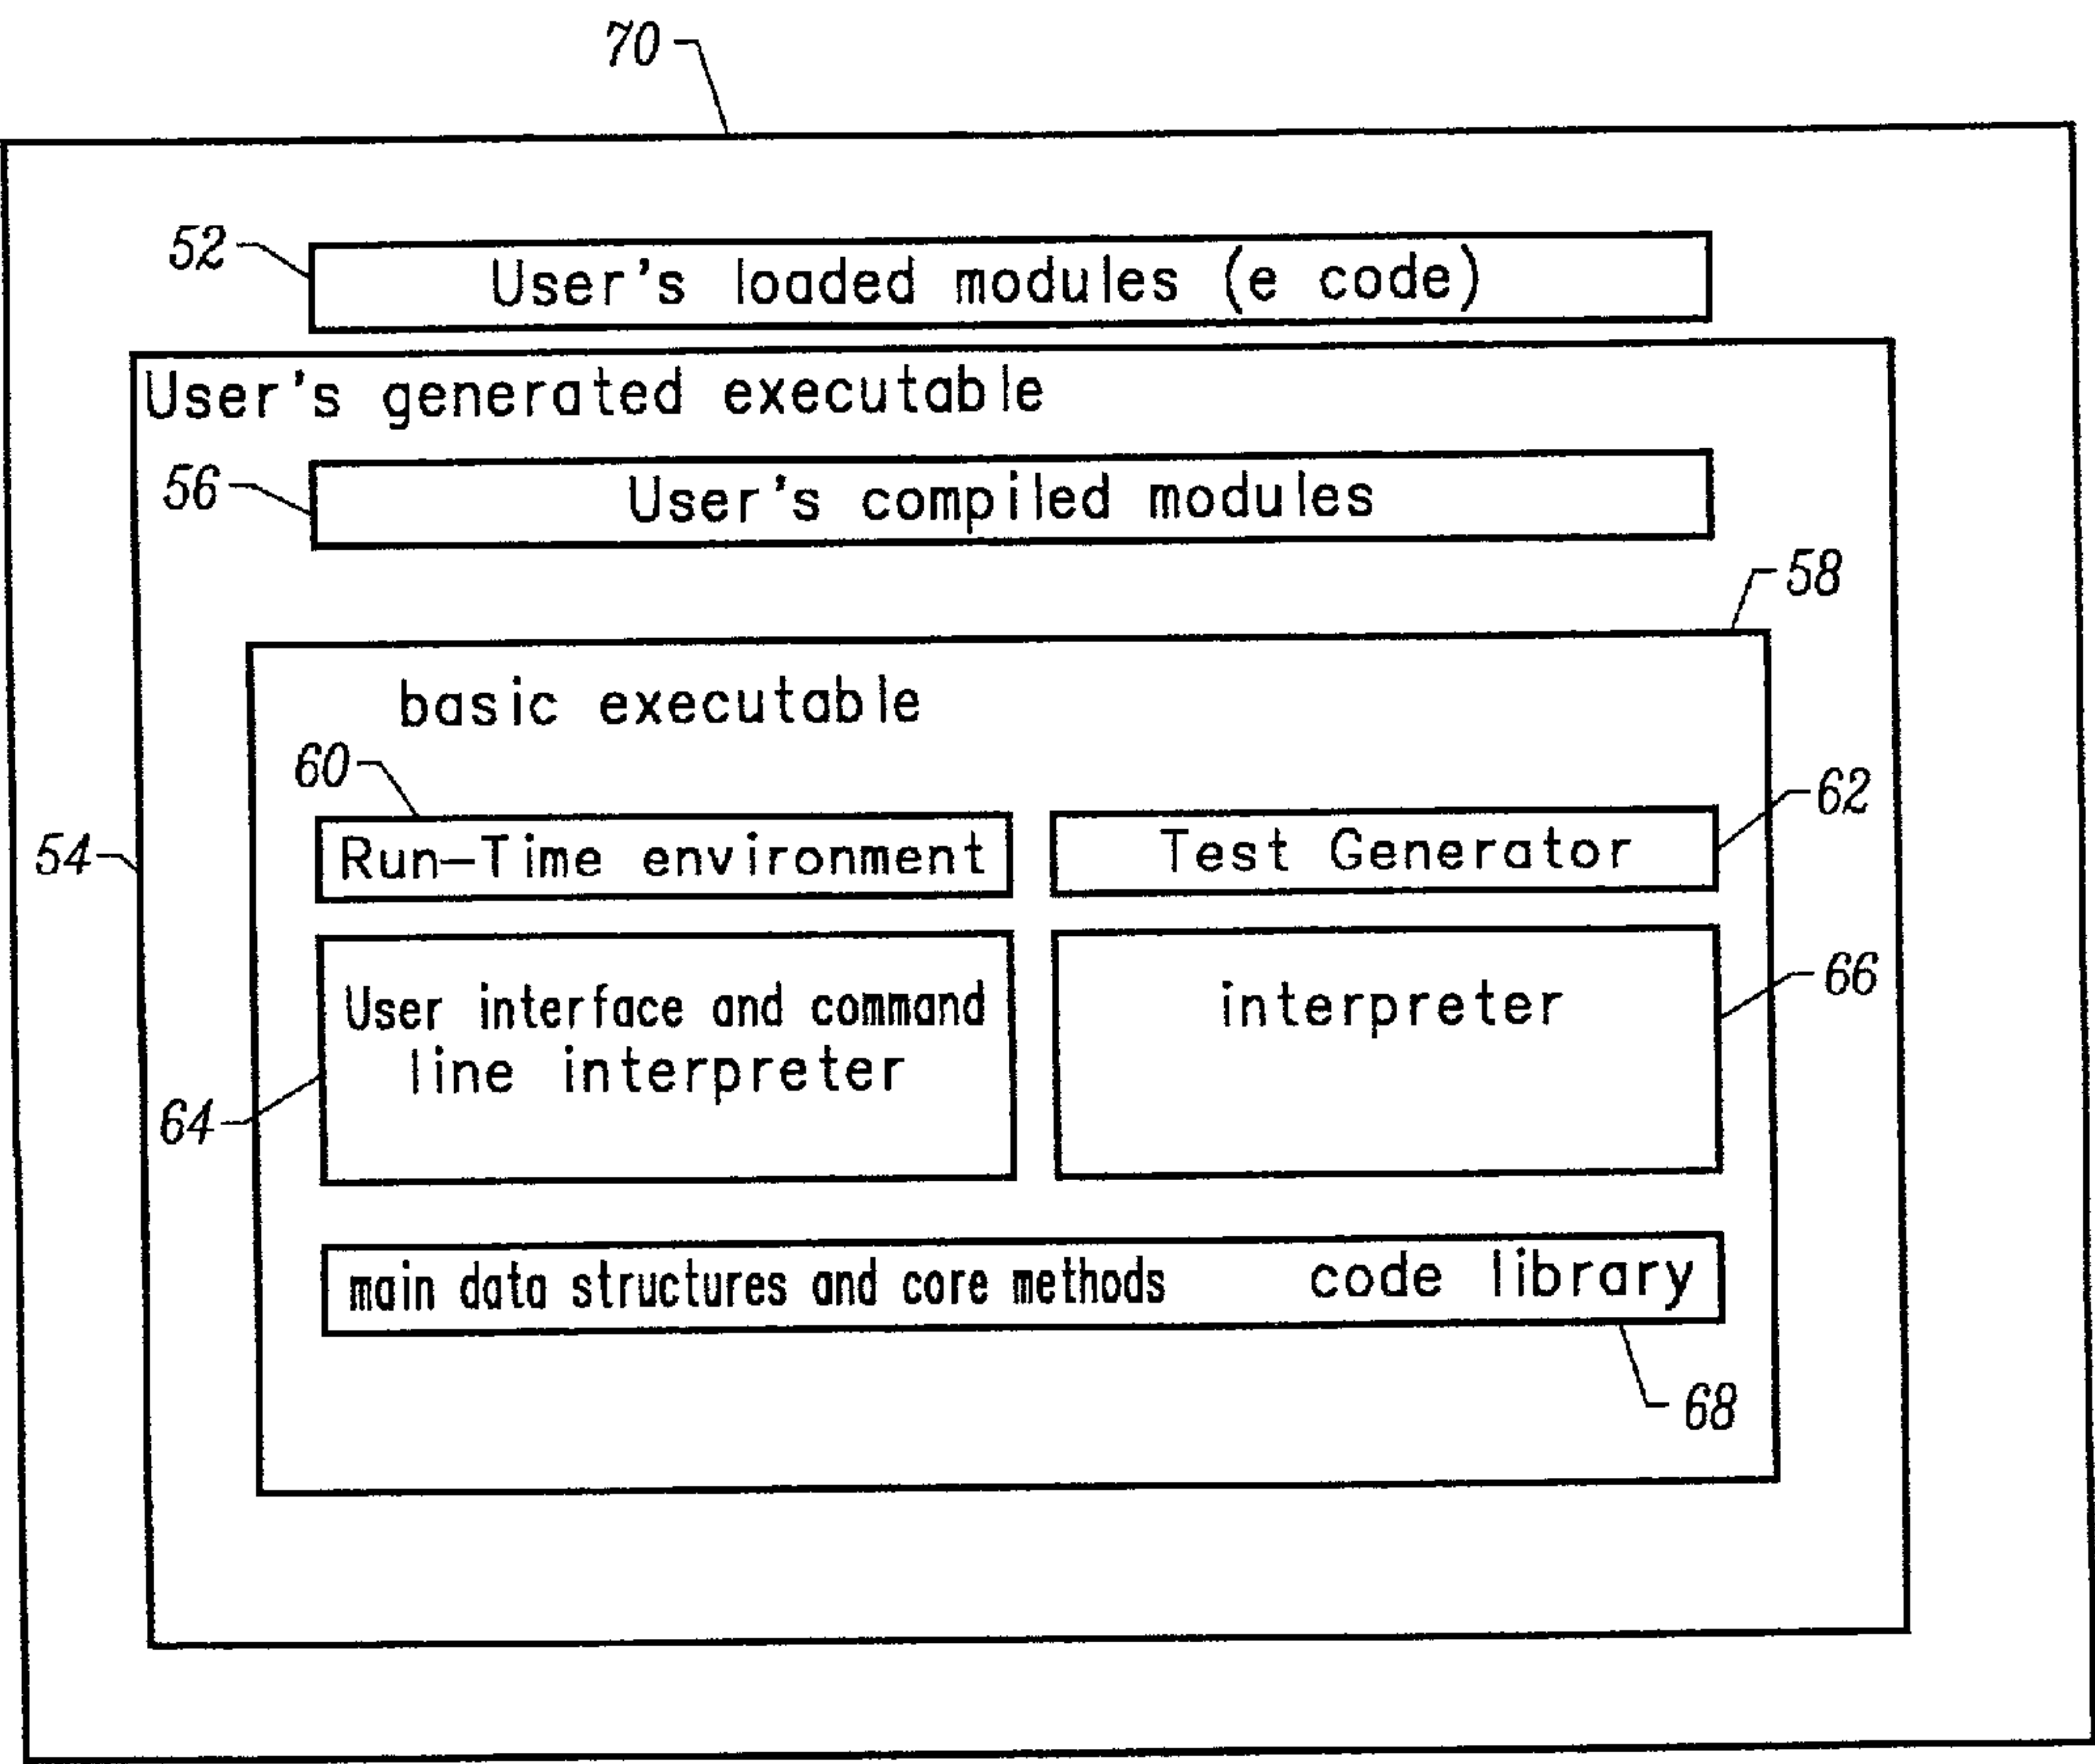 70
52
User's loaded modules (e code)
User's generated executable
56
User's compiled modules
58
basic executable
60
62
54
Run-Time environment
Test Generator
66
User interface and command
line interpreter
interpreter
64
main data structures and core methods code library
68